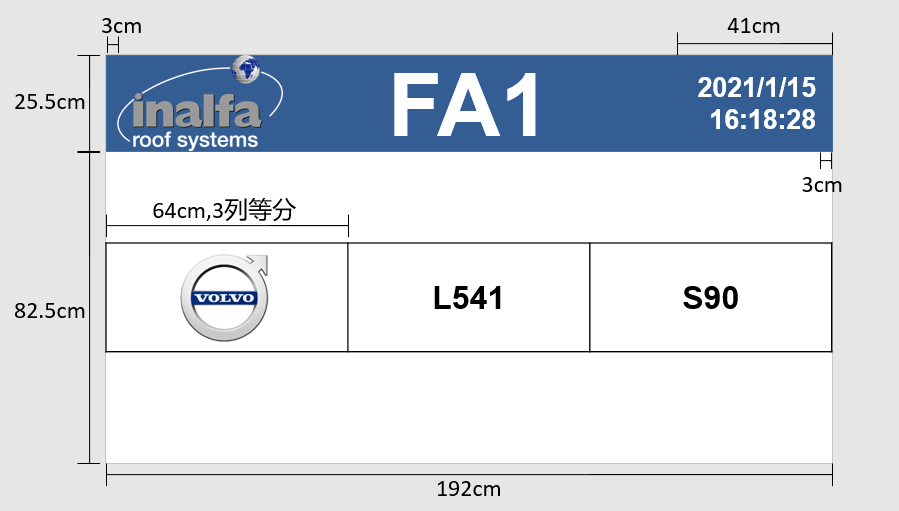 3cm
41cm
25.5cm
inalfa
roof systems
FA1
2021/1/15
16:18:28
3cm
64cm,3列等分
82.5cm
VOLVO
L541
S90
192cm